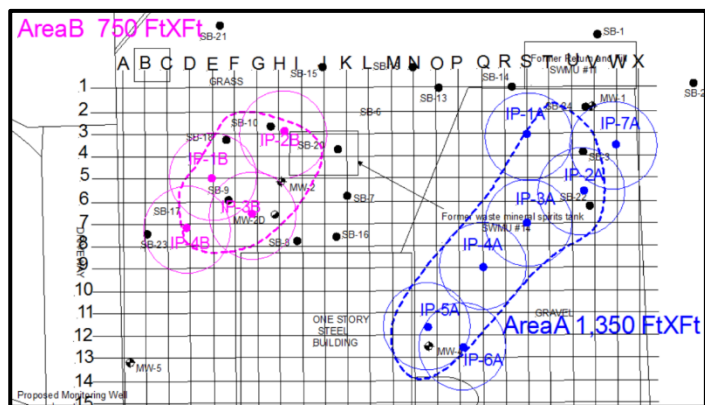 AreaB 750 FtXFt
SB-21
SB-1
Former Return and Fill
SWMU #11
A B C D E F G H I J K L M N O P Q R S T U V W X
SB-15
GRASS
SB-14
SB-13
SB-2
1
2
3
4
5
6
7
8
9
10
11
12
13
14
15
SB-6
SB-10
SB-18
SB-20
IP-2B
IP-1B
SB-9
MW-2
IP-3B
MW-2D
SB-17
IP-4B
SB-23
SB-8
SB-16
SB-7
IP-1A
SB-24
MW-1
IP-7A
SB-3
IP-2A
IP-3A
SB-22
Former waste mineral spirits tank
SWMU #14
IP-4A
IP-5A
IP-6A
GRAVEL
AreaA 1,350 FtXFt
ONE STORY
STEEL
BUILDING
MW-5
Proposed Monitoring Well